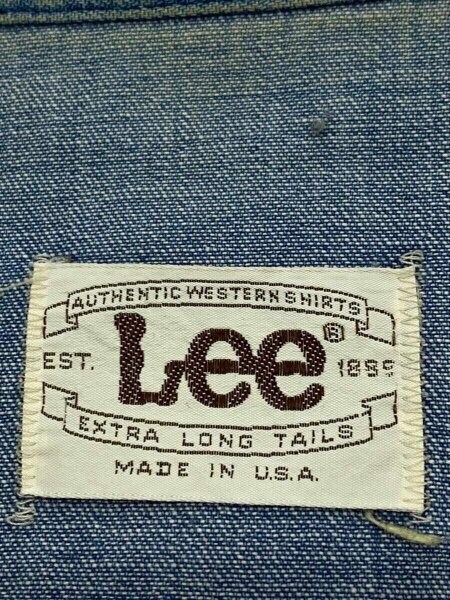 AUTHENTIC WESTERN SHIRTS
Lee®
EST. 1889
EXTRA LONG TAILS
MADE IN U.S.A.